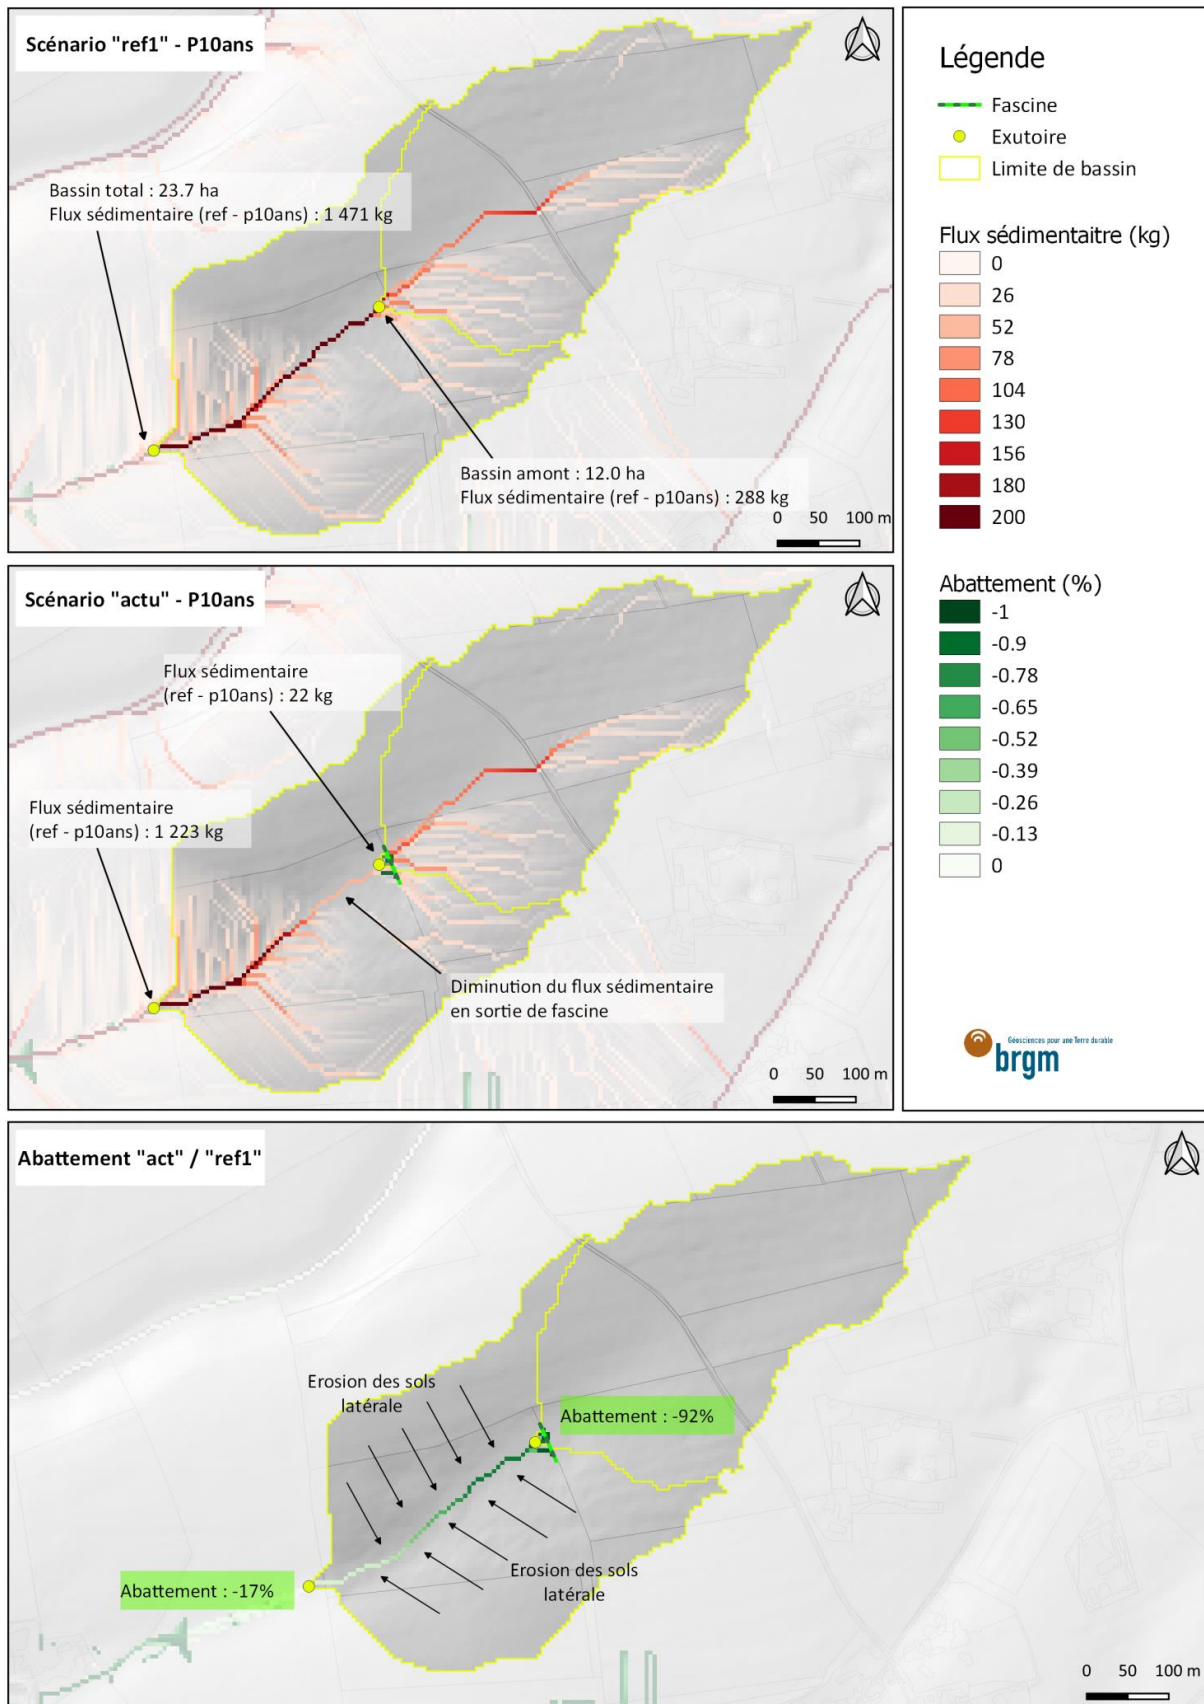 Scénario "ref1" - P10ans
Bassin total : 23.7 ha
Flux sédimentaire (ref - p10ans) : 1 471 kg
Bassin amont : 12.0 ha
Flux sédimentaire (ref - p10ans) : 288 kg
0 50 100 m
Légende
Fascine
Exutoire
Limite de bassin
Flux sédimentaitre (kg)
0
26
52
78
104
130
156
180
200
Abattement (%)
-1
-0.9
-0.78
-0.65
-0.52
-0.39
-0.26
-0.13
0
Géosciences pour une Terre durable
brgm
Scénario "actu" - P10ans
Flux sédimentaire
(ref - p10ans) : 22 kg
Flux sédimentaire
(ref - p10ans) : 1 223 kg
Diminution du flux sédimentaire
en sortie de fascine
0 50 100 m
Abattement "act" / "ref1"
Erosion des sols
latérale
Abattement : -92%
Erosion des sols
latérale
Abattement : -17%
0 50 100 m